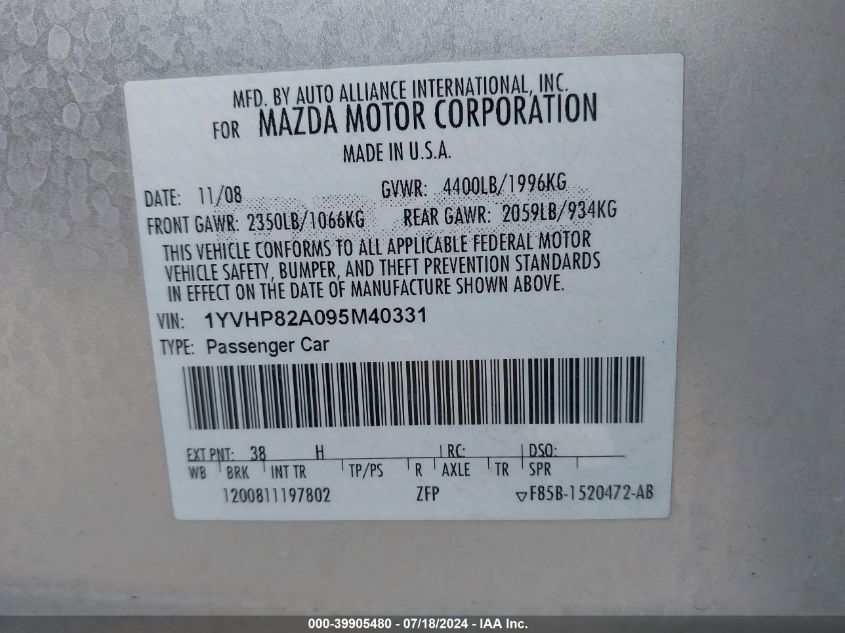 MFD. BY AUTO ALLIANCE INTERNATIONAL, INC.
FOR MAZDA MOTOR CORPORATION
MADE IN U.S.A.
DATE: 11/08 GVWR: 4400LB/1996KG
FRONT GAWR: 2350LB/1066KG REAR GAWR: 2059LB/934KG
THIS VEHICLE CONFORMS TO ALL APPLICABLE FEDERAL MOTOR
VEHICLE SAFETY, BUMPER, AND THEFT PREVENTION STANDARDS
IN EFFECT ON THE DATE OF MANUFACTURE SHOWN ABOVE.
VIN: 1YVHP82A095M40331
TYPE: Passenger Car
EXT PNT: 38 H RC: DSO:
WB BRK INT TR TP/PS R AXLE TR SPR
1200811197802 ZFP ▽F85B-1520472-AB
000-39905480 - 07/18/2024 - IAA Inc.